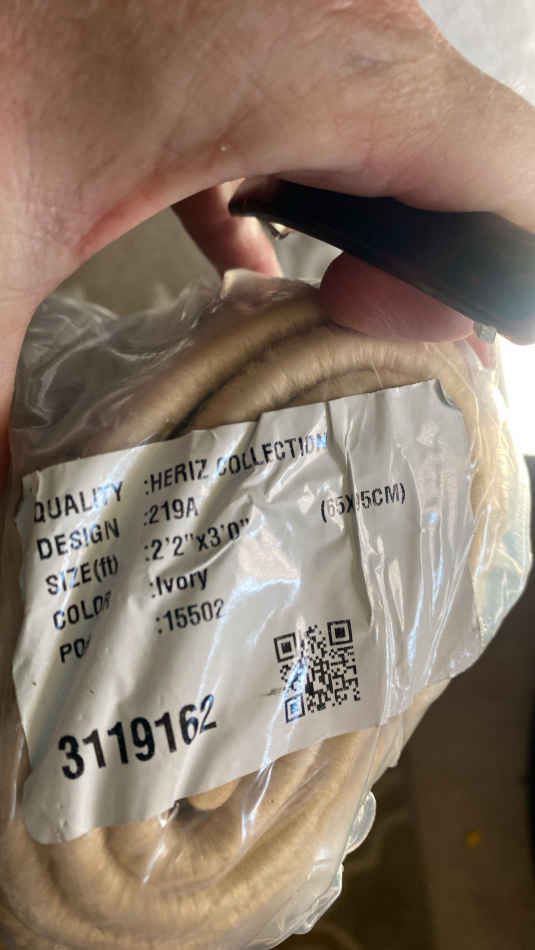 QUALITY :HERIZ COLLECTION
DESIGN :219A
SIZE(ft) :2'2"x3'0" (65X95CM)
COLOR :Ivory
PO# :15502
3119162